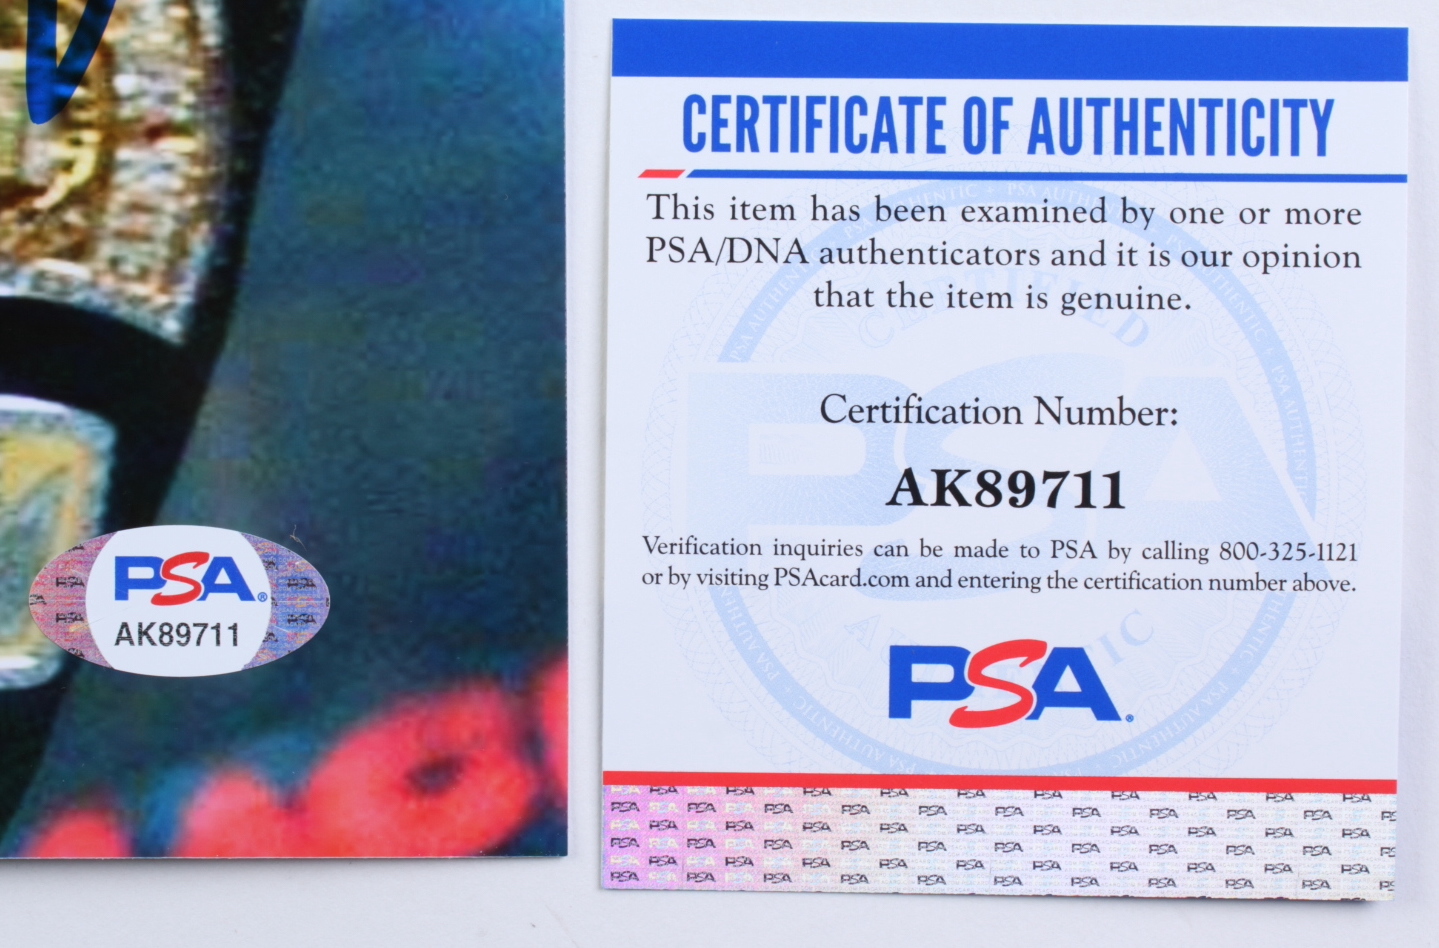 CERTIFICATE OF AUTHENTICITY
This item has been examined by one or more
PSA/DNA authenticators and it is our opinion
that the item is genuine.
Certification Number:
AK89711
Verification inquiries can be made to PSA by calling 800-325-1121
or by visiting PSAcard.com and entering the certification number above.
PSA®
PSA®
AK89711